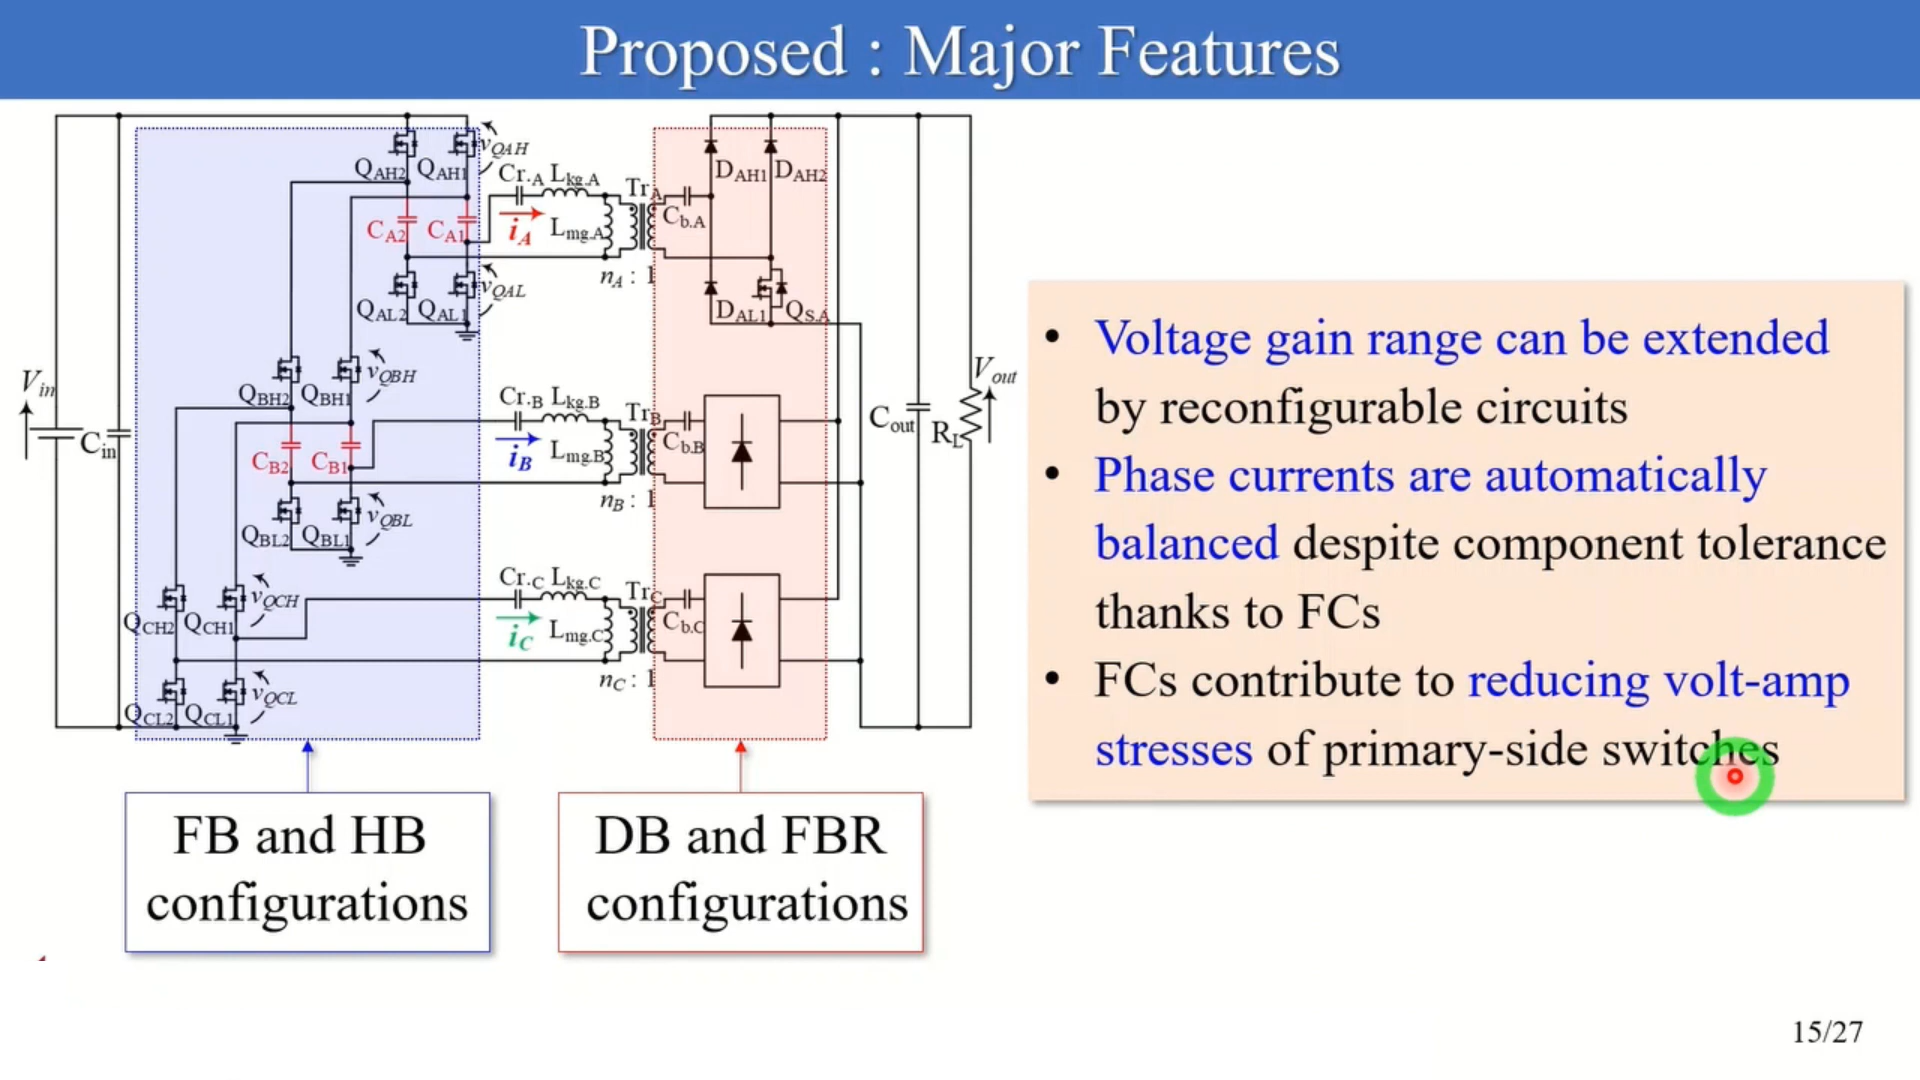 Proposed : Major Features
QAH2 QAH1 vQAH
Cr.A Lkg.A
TrA
DAH1 DAH2
CA2 CA1
iA Lmg.A
Cb.A
nA : 1
vQAL
QAL2 QAL1
DAL1 QS.A
Vin
Cin
QBH2 QBH1 vQBH
Cr.B Lkg.B
TrB
CB2 CB1
iB Lmg.B
Cb.B
nB : 1
QBL2 QBL1 vQBL
Cout RL
Vout
QCH2 QCH1 vQCH
Cr.C Lkg.C
TrC
iC Lmg.C
Cb.C
nC : 1
QCL2 QCL1 vQCL
FB and HB
configurations
DB and FBR
configurations
• Voltage gain range can be extended
by reconfigurable circuits
• Phase currents are automatically
balanced despite component tolerance
thanks to FCs
• FCs contribute to reducing volt-amp
stresses of primary-side switches
15/27